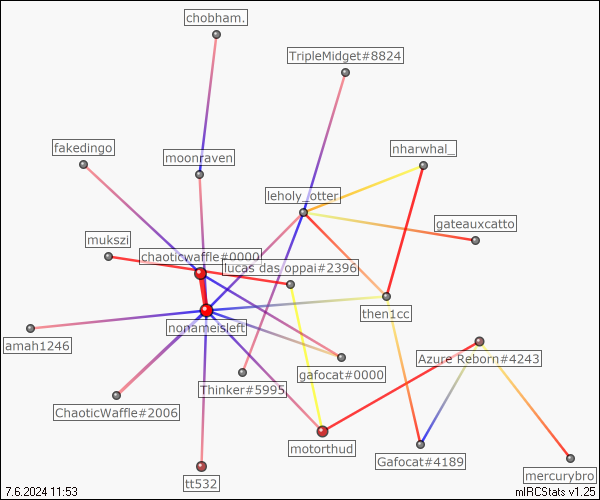 chobham.
TripleMidget#8824
fakedingo
moonraven
nharwhal_
leholy_otter
gateauxcatto
mukszi
chaoticwaffle#0000
lucas das oppai#2396
then1cc
nonameisleft
amah1246
Azure Reborn#4243
gafocat#0000
Thinker#5995
ChaoticWaffle#2006
motorthud
Gafocat#4189
mercurybro
tt532
7.6.2024 11:53
mIRCStats v1.25